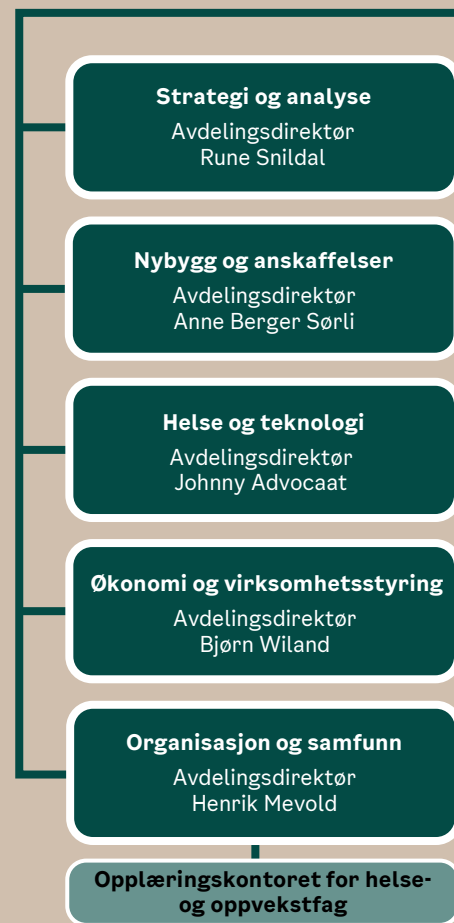 Strategi og analyse
Avdelingsdirektør
Rune Snildal
Nybygg og anskaffelser
Avdelingsdirektør
Anne Berger Sørli
Helse og teknologi
Avdelingsdirektør
Johnny Advocaat
Økonomi og virksomhetsstyring
Avdelingsdirektør
Bjørn Wiland
Organisasjon og samfunn
Avdelingsdirektør
Henrik Mevold
Opplæringskontoret for helse-
og oppvekstfag